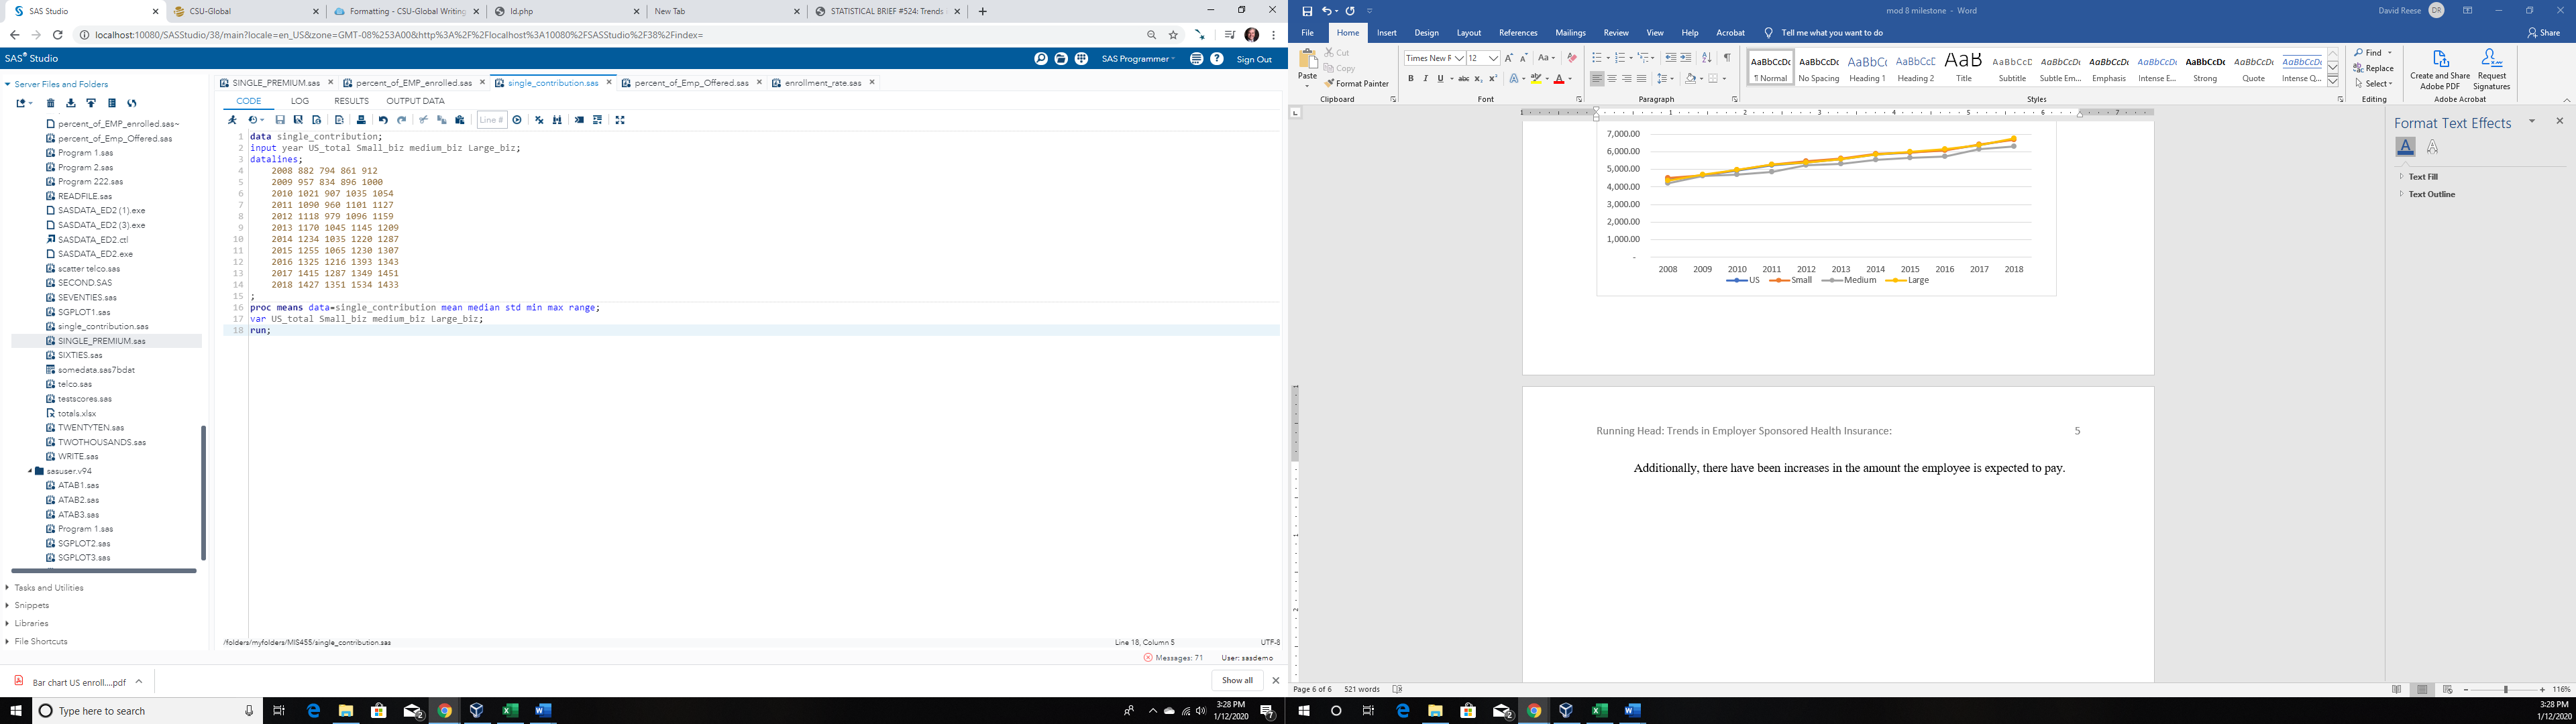 SAS Studio
CSU-Global
Formatting - CSU-Global Writing
ld.php
New Tab
STATISTICAL BRIEF #524: Trends
localhost:10080/SASStudio/38/main?locale=en_US&zone=GMT-08%253A00&http%3A%2F%2Flocalhost%3A10080%2FSASStudio%2F38%2Findex=
SAS® Studio
SAS Programmer
Sign Out
Server Files and Folders
percent_of_EMP_enrolled.sas~
percent_of_Emp_Offered.sas
Program 1.sas
Program 2.sas
Program 222.sas
READFILE.sas
SASDATA_ED2 (1).exe
SASDATA_ED2 (3).exe
SASDATA_ED2.ctl
SASDATA_ED2.exe
scatter telco.sas
SECOND.SAS
SEVENTIES.sas
SGPLOT1.sas
single_contribution.sas
SINGLE_PREMIUM.sas
SIXTIES.sas
somedata.sas7bdat
telco.sas
testscores.sas
totals.xlsx
TWENTYTEN.sas
TWOTHOUSANDS.sas
WRITE.sas
sasuser.v94
ATAB1.sas
ATAB2.sas
ATAB3.sas
Program 1.sas
SGPLOT2.sas
SGPLOT3.sas
Tasks and Utilities
Snippets
Libraries
File Shortcuts
SINGLE_PREMIUM.sas
percent_of_EMP_enrolled.sas
single_contribution.sas
percent_of_Emp_Offered.sas
enrollment_rate.sas
CODE LOG RESULTS OUTPUT DATA
Line #
1 data single_contribution;
2 input year US_total Small_biz medium_biz Large_biz;
3 datalines;
4 2008 882 794 861 912
5 2009 957 834 896 1000
6 2010 1021 907 1035 1054
7 2011 1090 960 1101 1127
8 2012 1118 979 1096 1159
9 2013 1170 1045 1145 1209
10 2014 1234 1035 1220 1287
11 2015 1255 1065 1230 1307
12 2016 1325 1216 1393 1343
13 2017 1415 1287 1349 1451
14 2018 1427 1351 1534 1433
15 ;
16 proc means data=single_contribution mean median std min max range;
17 var US_total Small_biz medium_biz Large_biz;
18 run;
/folders/myfolders/MIS455/single_contribution.sas
Line 18, Column 5
UTF-8
Messages: 71
User: sasdemo
Bar chart US enroll....pdf
Show all
Type here to search
3:28 PM
1/12/2020
mod 8 milestone - Word
David Reese
DR
File Home Insert Design Layout References Mailings Review View Help Acrobat
Tell me what you want to do
Share
Paste
Cut
Copy
Format Painter
Clipboard
Times New F
12
Font
Paragraph
AaBbCcDc AaBbCcDc AaBbCc AaBbCcD AaB AaBbCcD AaBbCcDc AaBbCcDc AaBbCcDc AaBbCcDc AaBbCcDc AaBbCcDc
¶ Normal No Spacing Heading 1 Heading 2 Title Subtitle Subtle Em... Emphasis Intense E... Strong Quote Intense Q...
Styles
Find
Replace
Select
Editing
Create and Share Adobe PDF
Request Signatures
Adobe Acrobat
7,000.00
6,000.00
5,000.00
4,000.00
3,000.00
2,000.00
1,000.00
-
2008 2009 2010 2011 2012 2013 2014 2015 2016 2017 2018
US Small Medium Large
Running Head: Trends in Employer Sponsored Health Insurance:
5
Additionally, there have been increases in the amount the employee is expected to pay.
Format Text Effects
Text Fill
Text Outline
Page 6 of 6
521 words
116%
3:28 PM
1/12/2020